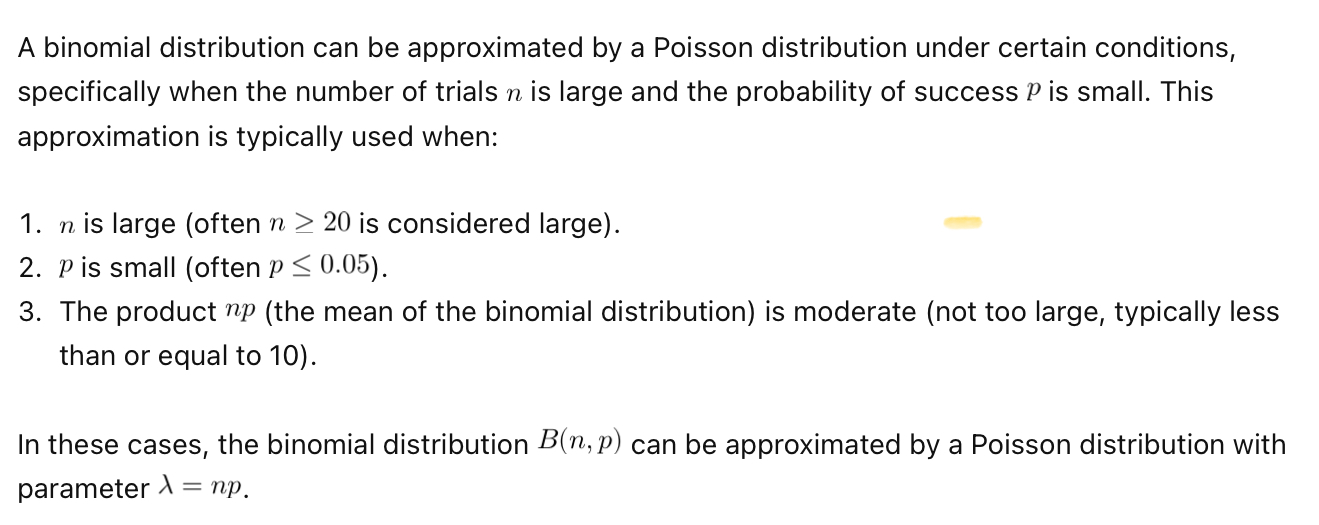 A binomial distribution can be approximated by a Poisson distribution under certain conditions,
specifically when the number of trials n is large and the probability of success p is small. This
approximation is typically used when:
1. n is large (often n ≥ 20 is considered large).
2. p is small (often p ≤ 0.05).
3. The product np (the mean of the binomial distribution) is moderate (not too large, typically less
than or equal to 10).
In these cases, the binomial distribution B(n, p) can be approximated by a Poisson distribution with
parameter λ = np.